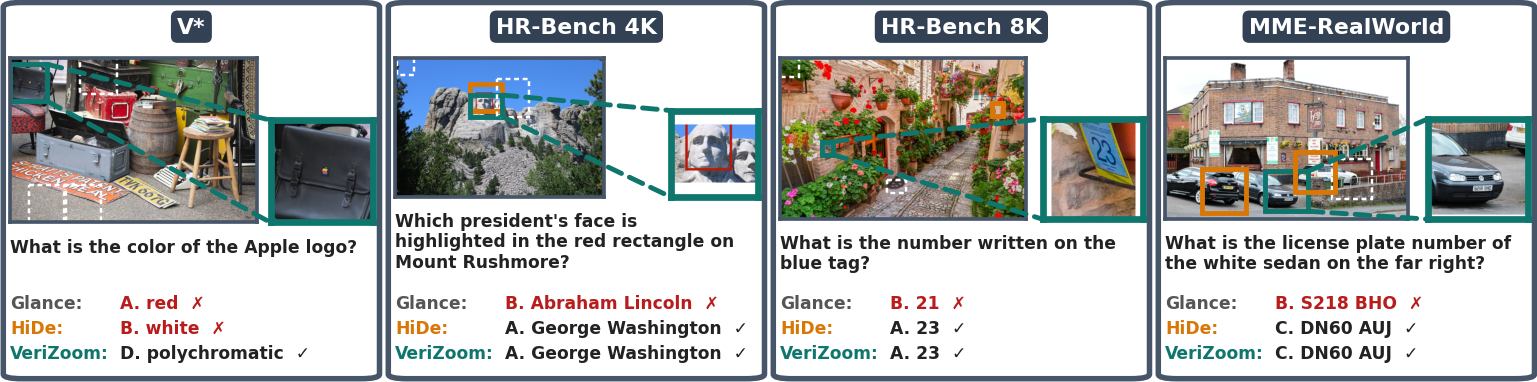 V*
What is the color of the Apple logo?
Glance: A. red ✗
HiDe: B. white ✗
VeriZoom: D. polychromatic ✓
HR-Bench 4K
Which president's face is
highlighted in the red rectangle on
Mount Rushmore?
Glance: B. Abraham Lincoln ✗
HiDe: A. George Washington ✓
VeriZoom: A. George Washington ✓
HR-Bench 8K
23
What is the number written on the
blue tag?
Glance: B. 21 ✗
HiDe: A. 23 ✓
VeriZoom: A. 23 ✓
MME-RealWorld
What is the license plate number of
the white sedan on the far right?
Glance: B. S218 BHO ✗
HiDe: C. DN60 AUJ ✓
VeriZoom: C. DN60 AUJ ✓